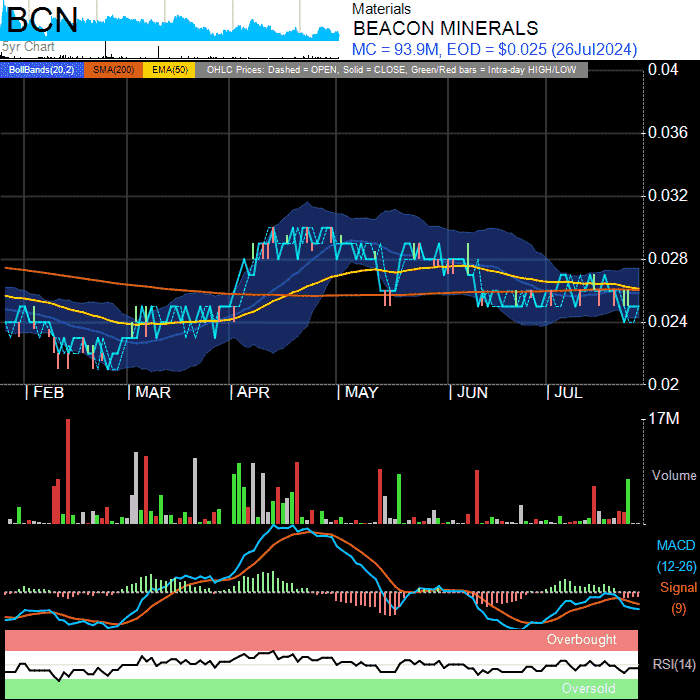 BCN
5yr Chart
Materials
BEACON MINERALS
MC = 93.9M, EOD = $0.025 (26Jul2024)
BollBands(20,2) SMA(200) EMA(50) OHLC Prices: Dashed = OPEN, Solid = CLOSE, Green/Red bars = Intra-day HIGH/LOW
0.04
0.036
0.032
0.028
0.024
0.02
FEB MAR APR MAY JUN JUL
17M
Volume
MACD
(12-26)
Signal
(9)
Overbought
RSI(14)
Oversold